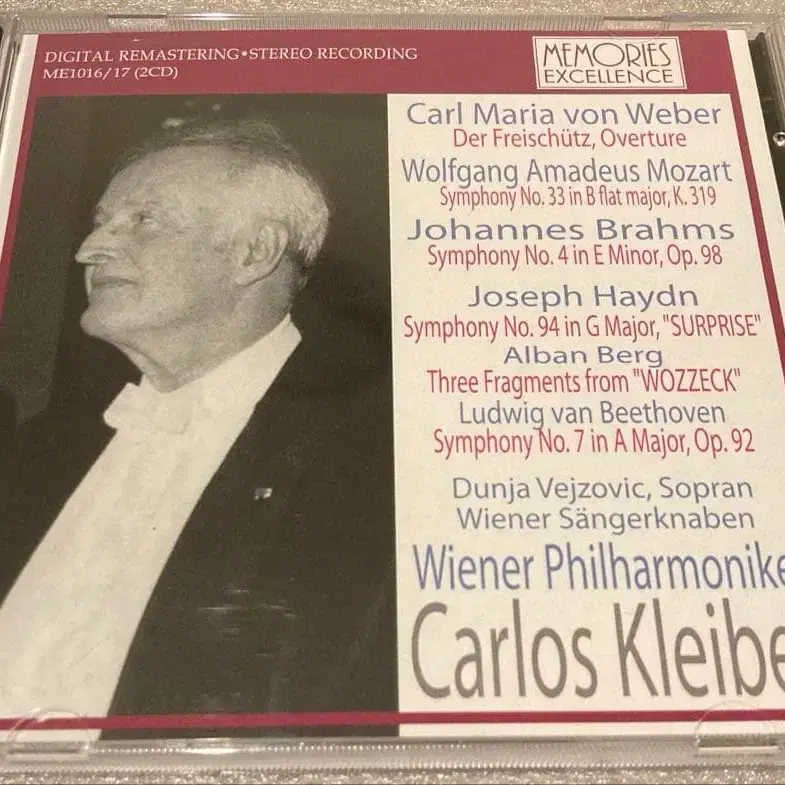 DIGITAL REMASTERING•STEREO RECORDING
ME1016/17 (2CD)
MEMORIES
EXCELLENCE
Carl Maria von Weber
Der Freischütz, Overture
Wolfgang Amadeus Mozart
Symphony No. 33 in B flat major, K. 319
Johannes Brahms
Symphony No. 4 in E Minor, Op. 98
Joseph Haydn
Symphony No. 94 in G Major, "SURPRISE"
Alban Berg
Three Fragments from "WOZZECK"
Ludwig van Beethoven
Symphony No. 7 in A Major, Op. 92
Dunja Vejzovic, Sopran
Wiener Sängerknaben
Wiener Philharmonike
Carlos Kleibe